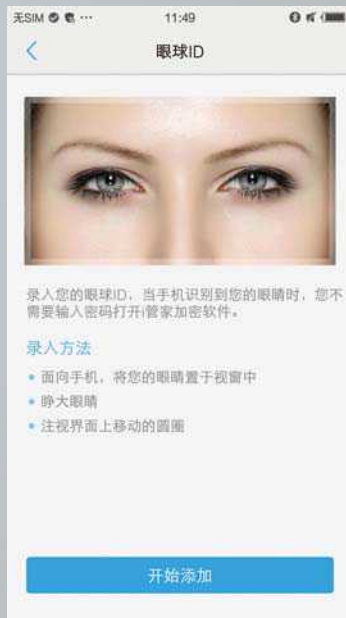 无SIM ···
11:49
眼球ID
录入您的眼球ID，当手机识别到您的眼睛时，您不
需要输入密码打开i管家加密软件。
录入方法
面向手机，将您的眼睛置于视窗中
睁大眼睛
注视界面上移动的圆圈
开始添加